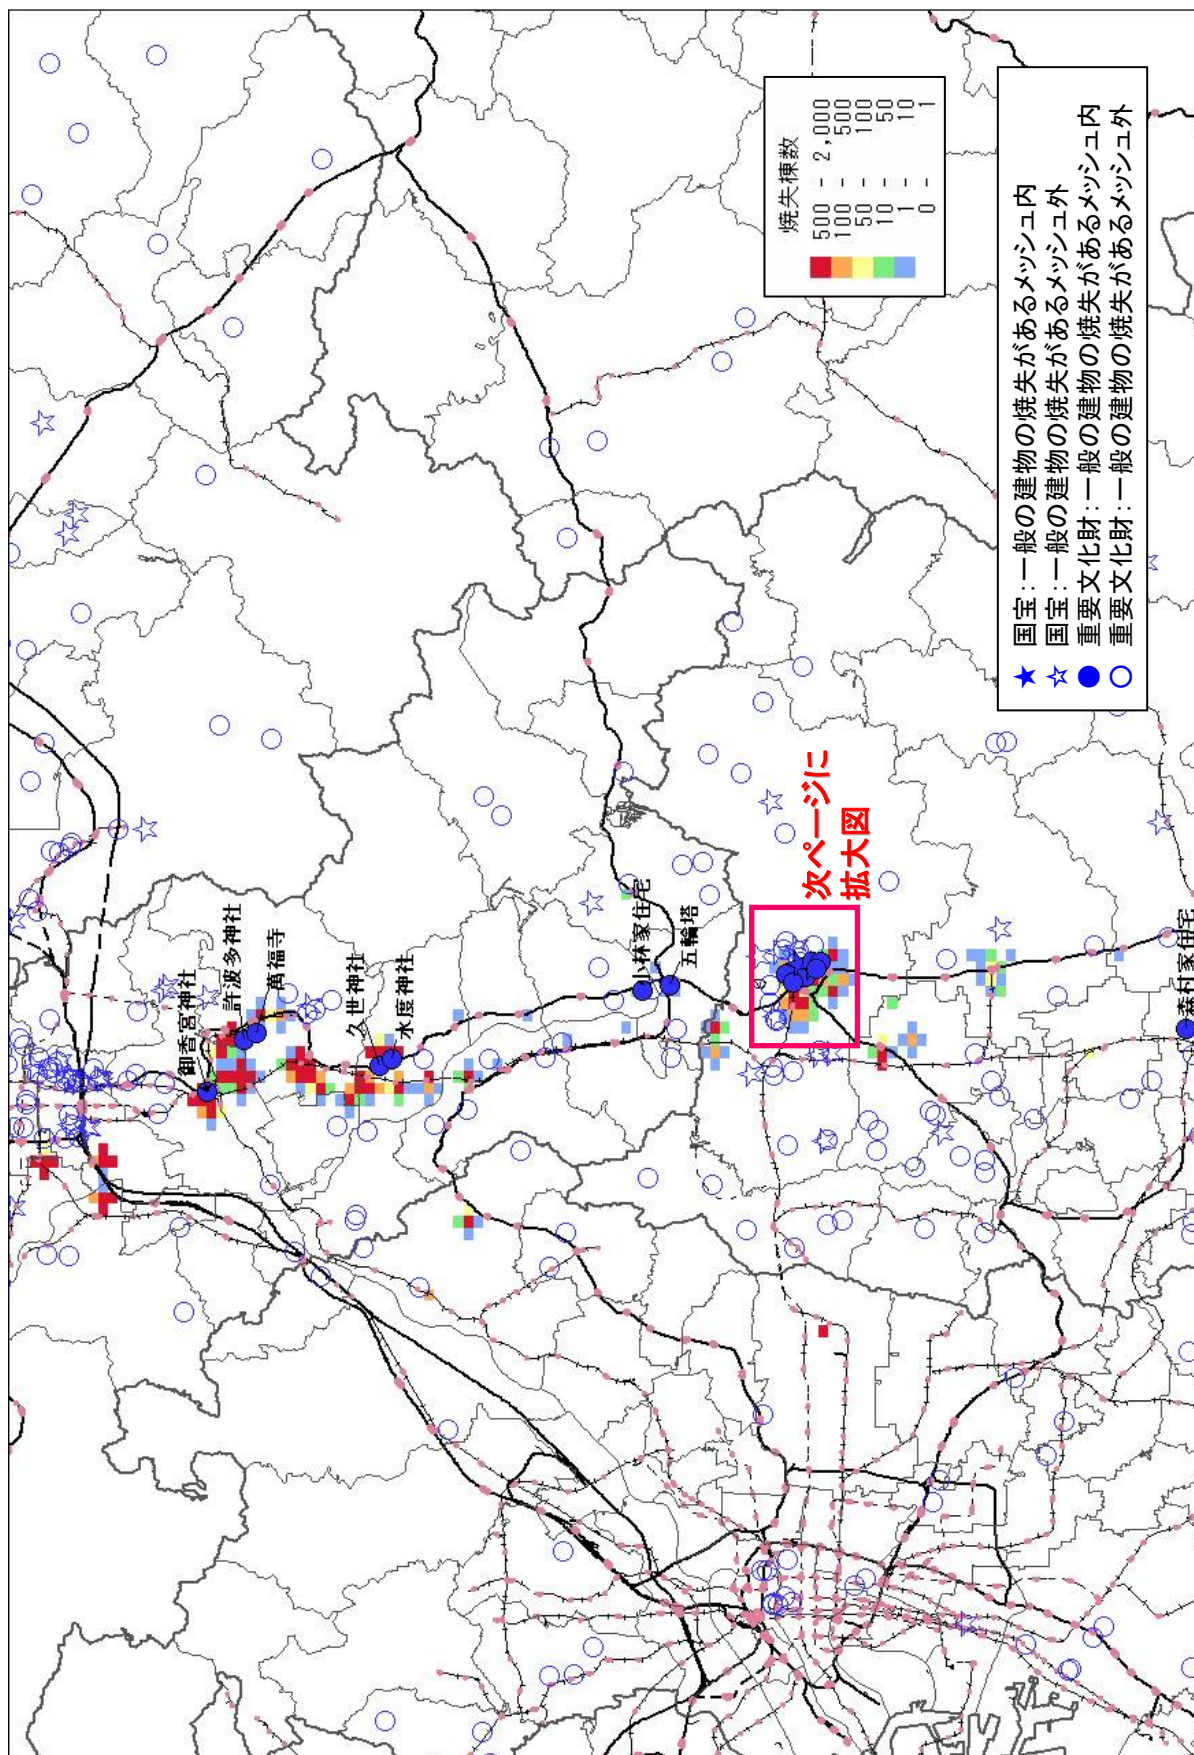 御香宮神社
許波多神社
萬福寺
久世神社
水度神社
小林家住宅
五輪塔
森村家住宅
次ページに
拡大図
焼失棟数
500 - 2,000
100 - 500
50 - 100
10 - 50
1 - 10
0 - 1
★ 国宝:一般の建物の焼失があるメッシュ内
☆ 国宝:一般の建物の焼失があるメッシュ外
● 重要文化財:一般の建物の焼失があるメッシュ内
○ 重要文化財:一般の建物の焼失があるメッシュ外